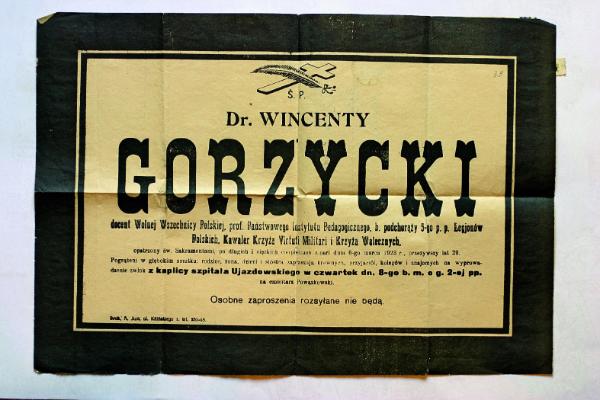 Ś. P.
Dr. WINCENTY
GORZYCKI
docent Wolnej Wszechnicy Polskiej, prof. Państwowego Instytutu Pedagogicznego, b. podchorąży 5-go p. p. Legjonów
Polskich, Kawaler Krzyża Virtuti Militari i Krzyża Walecznych,
opatrzony św. Sakramentami, po długich i ciężkich cierpieniach zmarł dnia 6-go marca 1928 r., przeżywszy lat
Pogrążeni w głębokim smutku: rodzice, żona, dzieci i siostra zapraszają krewnych, przyjaciół, kolegów i znajomych na wyprowa-
dzenie zwłok z kaplicy szpitala Ujazdowskiego w czwartek dn. 8-go b. m. o g. 2-ej pp.
na cmentarz Powązkowski.
Osobne zaproszenia rozsyłane nie będą.